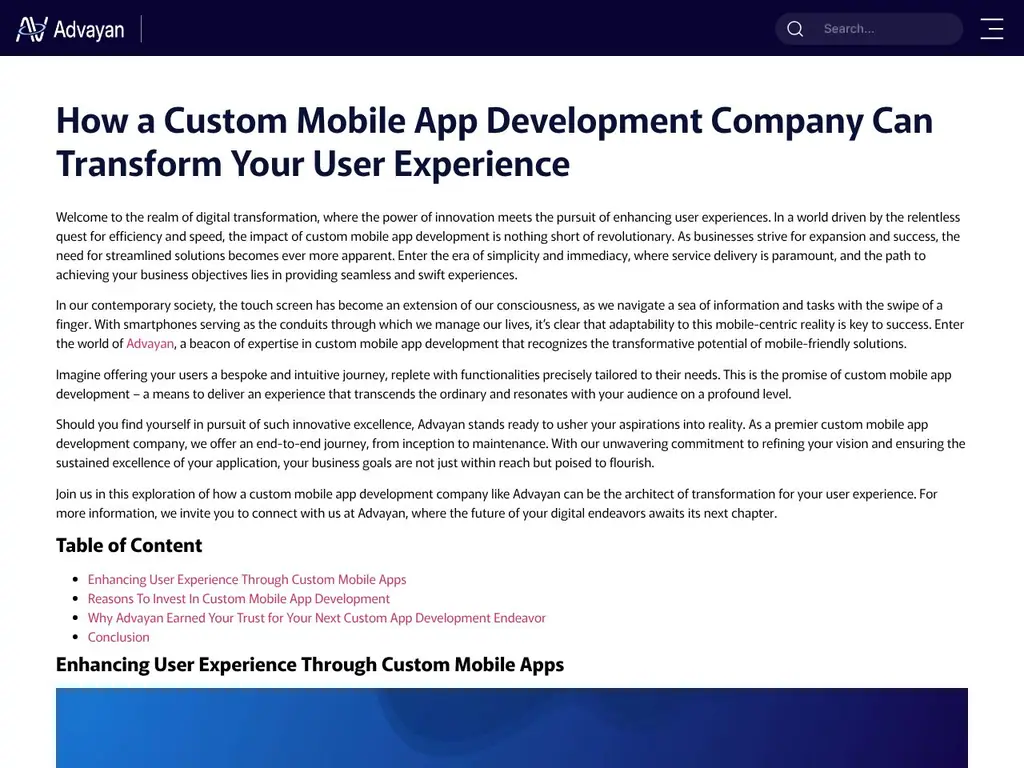 Advayan
Search...
How a Custom Mobile App Development Company Can
Transform Your User Experience
Welcome to the realm of digital transformation, where the power of innovation meets the pursuit of enhancing user experiences. In a world driven by the relentless
quest for efficiency and speed, the impact of custom mobile app development is nothing short of revolutionary. As businesses strive for expansion and success, the
need for streamlined solutions becomes ever more apparent. Enter the era of simplicity and immediacy, where service delivery is paramount, and the path to
achieving your business objectives lies in providing seamless and swift experiences.
In our contemporary society, the touch screen has become an extension of our consciousness, as we navigate a sea of information and tasks with the swipe of a
finger. With smartphones serving as the conduits through which we manage our lives, it’s clear that adaptability to this mobile-centric reality is key to success. Enter
the world of Advayan, a beacon of expertise in custom mobile app development that recognizes the transformative potential of mobile-friendly solutions.
Imagine offering your users a bespoke and intuitive journey, replete with functionalities precisely tailored to their needs. This is the promise of custom mobile app
development – a means to deliver an experience that transcends the ordinary and resonates with your audience on a profound level.
Should you find yourself in pursuit of such innovative excellence, Advayan stands ready to usher your aspirations into reality. As a premier custom mobile app
development company, we offer an end-to-end journey, from inception to maintenance. With our unwavering commitment to refining your vision and ensuring the
sustained excellence of your application, your business goals are not just within reach but poised to flourish.
Join us in this exploration of how a custom mobile app development company like Advayan can be the architect of transformation for your user experience. For
more information, we invite you to connect with us at Advayan, where the future of your digital endeavors awaits its next chapter.
Table of Content
Enhancing User Experience Through Custom Mobile Apps
Reasons To Invest In Custom Mobile App Development
Why Advayan Earned Your Trust for Your Next Custom App Development Endeavor
Conclusion
Enhancing User Experience Through Custom Mobile Apps